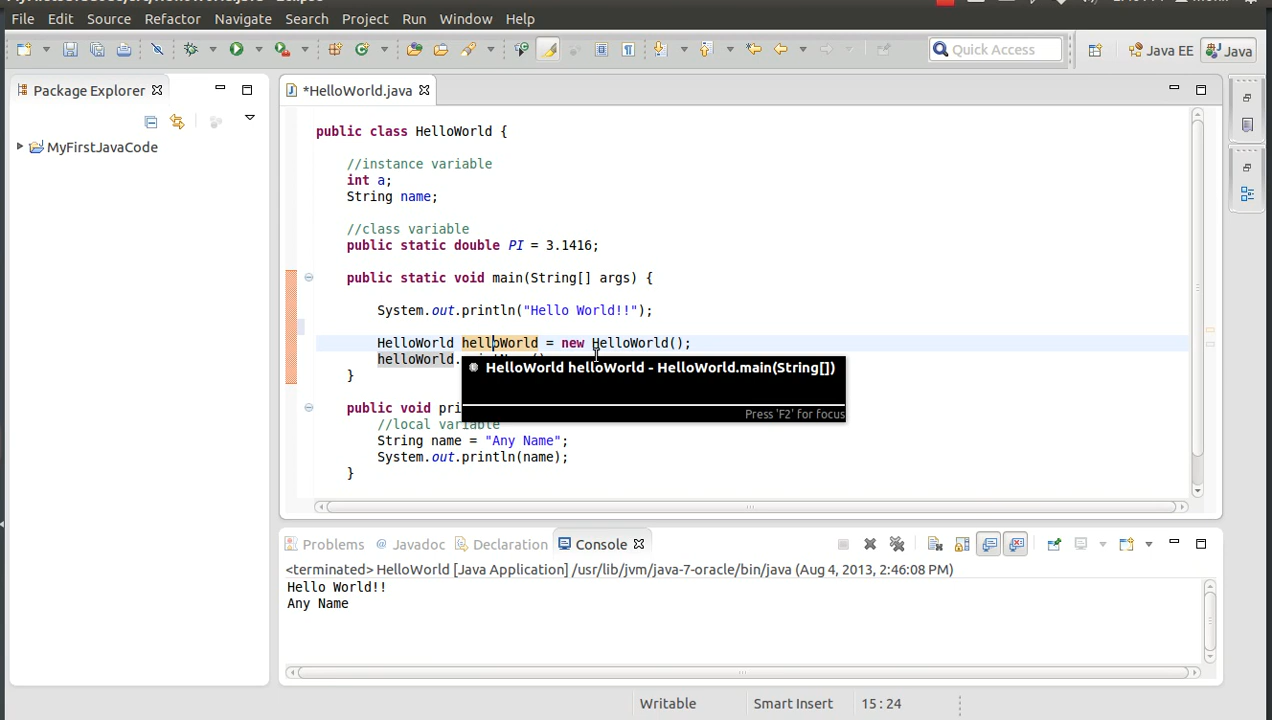 File Edit Source Refactor Navigate Search Project Run Window Help
Quick Access
Java EE
Java
Package Explorer
*HelloWorld.java
MyFirstJavaCode
public class HelloWorld {
//instance variable
int a;
String name;
//class variable
public static double PI = 3.1416;
public static void main(String[] args) {
System.out.println("Hello World!!");
HelloWorld helloWorld = new HelloWorld();
helloWorld.
HelloWorld helloWorld - HelloWorld.main(String[])
Press 'F2' for focus
}
public void pri
//local variable
String name = "Any Name";
System.out.println(name);
}
Problems
@ Javadoc
Declaration
Console
<terminated> HelloWorld [Java Application] /usr/lib/jvm/java-7-oracle/bin/java (Aug 4, 2013, 2:46:08 PM)
Hello World!!
Any Name
Writable
Smart Insert
15 : 24